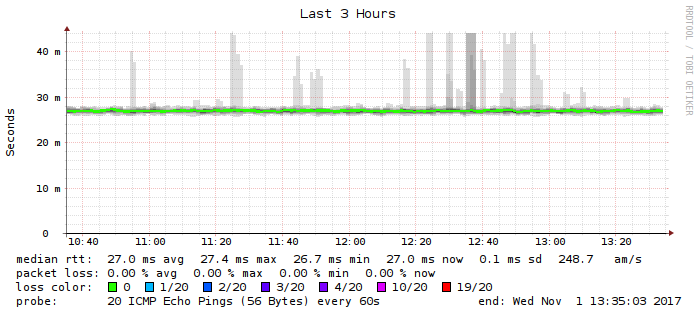 Last 3 Hours
RRDTOOL / TOBI OETIKER
Seconds
40 m
30 m
20 m
10 m
0
10:40 11:00 11:20 11:40 12:00 12:20 12:40 13:00 13:20
median rtt: 27.0 ms avg 27.4 ms max 26.7 ms min 27.0 ms now 0.1 ms sd 248.7 am/s
packet loss: 0.00 % avg 0.00 % max 0.00 % min 0.00 % now
loss color: 0 1/20 2/20 3/20 4/20 10/20 19/20
probe: 20 ICMP Echo Pings (56 Bytes) every 60s end: Wed Nov 1 13:35:03 2017